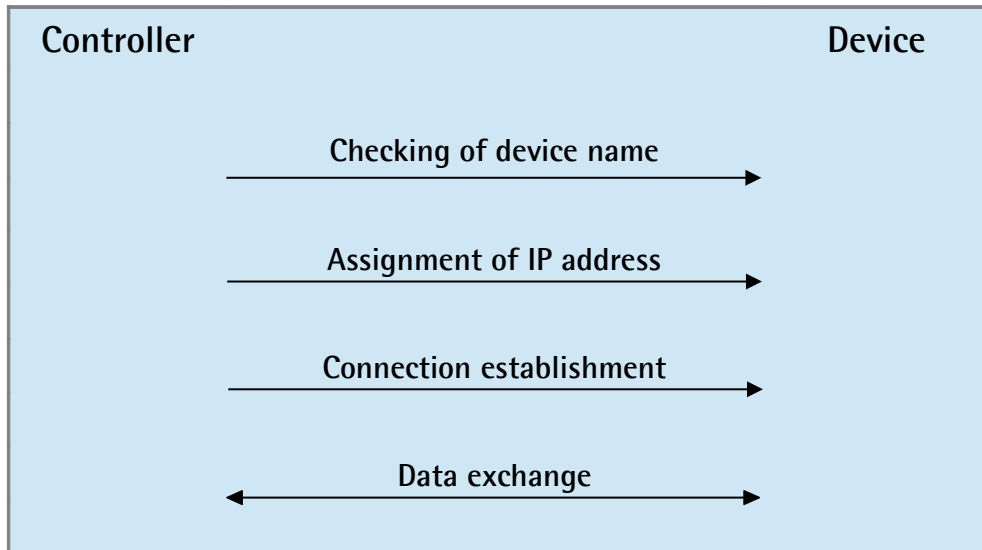 Controller
Device
Checking of device name
Assignment of IP address
Connection establishment
Data exchange